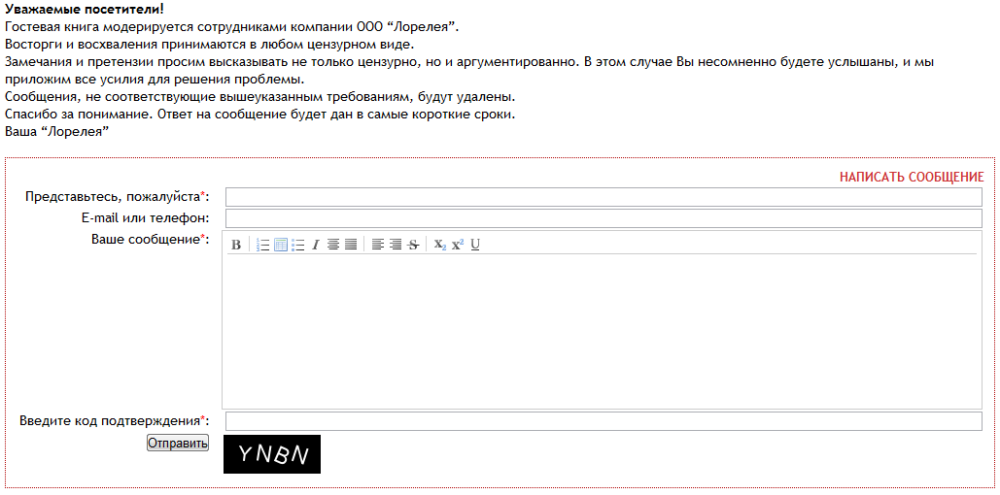 Уважаемые посетители!
Гостевая книга модерируется сотрудниками компании ООО “Лорелея”.
Восторги и восхваления принимаются в любом цензурном виде.
Замечания и претензии просим высказывать не только цензурно, но и аргументированно. В этом случае Вы несомненно будете услышаны, и мы
приложим все усилия для решения проблемы.
Сообщения, не соответствующие вышеуказанным требованиям, будут удалены.
Спасибо за понимание. Ответ на сообщение будет дан в самые короткие сроки.
Ваша “Лорелея”
НАПИСАТЬ СООБЩЕНИЕ
Представьтесь, пожалуйста*:
E-mail или телефон:
Ваше сообщение*:
B I S X₂ X² U
Введите код подтверждения*:
Отправить YNBN